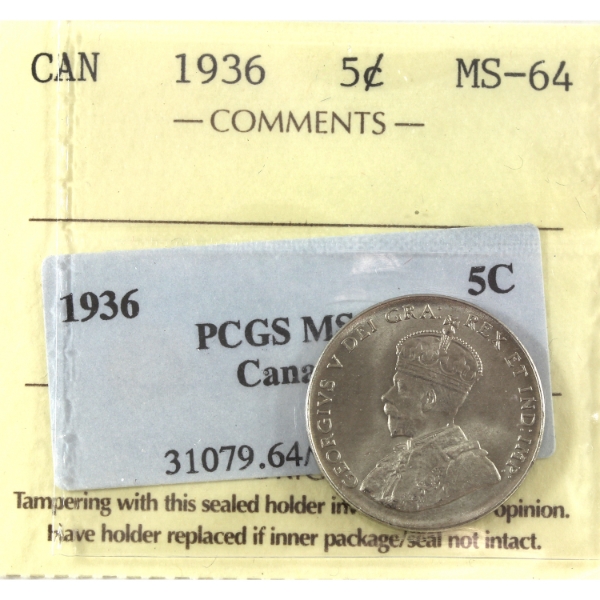 CAN 1936 5¢ MS-64
— COMMENTS —
1936 5C
PCGS MS
Cana
31079.64/
GEORGIVS V DEI GRA: REX ET IND:IMP:
Tampering with this sealed holder inv opinion.
Have holder replaced if inner package/seal not intact.